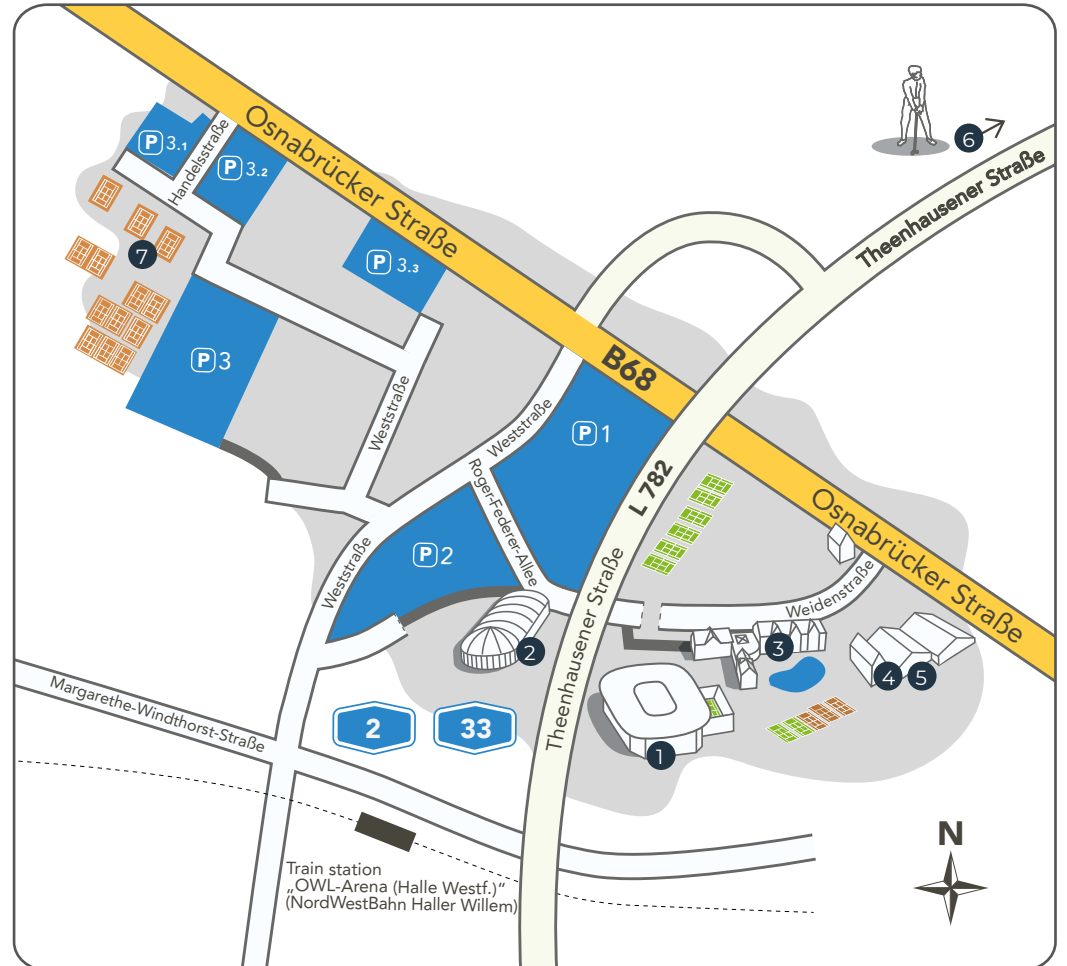 6
Theenhausener Straße
Osnabrücker Straße
P 3.1
Handelsstraße
P 3.2
7
P 3.3
P 3
B68
Weststraße
Weststraße
P 1
Roger-Federer-Allee
L 782
Osnabrücker Straße
P 2
Weststraße
Theenhausener Straße
Weidenstraße
2
3
4
5
1
Margarethe-Windthorst-Straße
2
33
N
Train station
„OWL-Arena (Halle Westf.)“
(NordWestBahn Haller Willem)